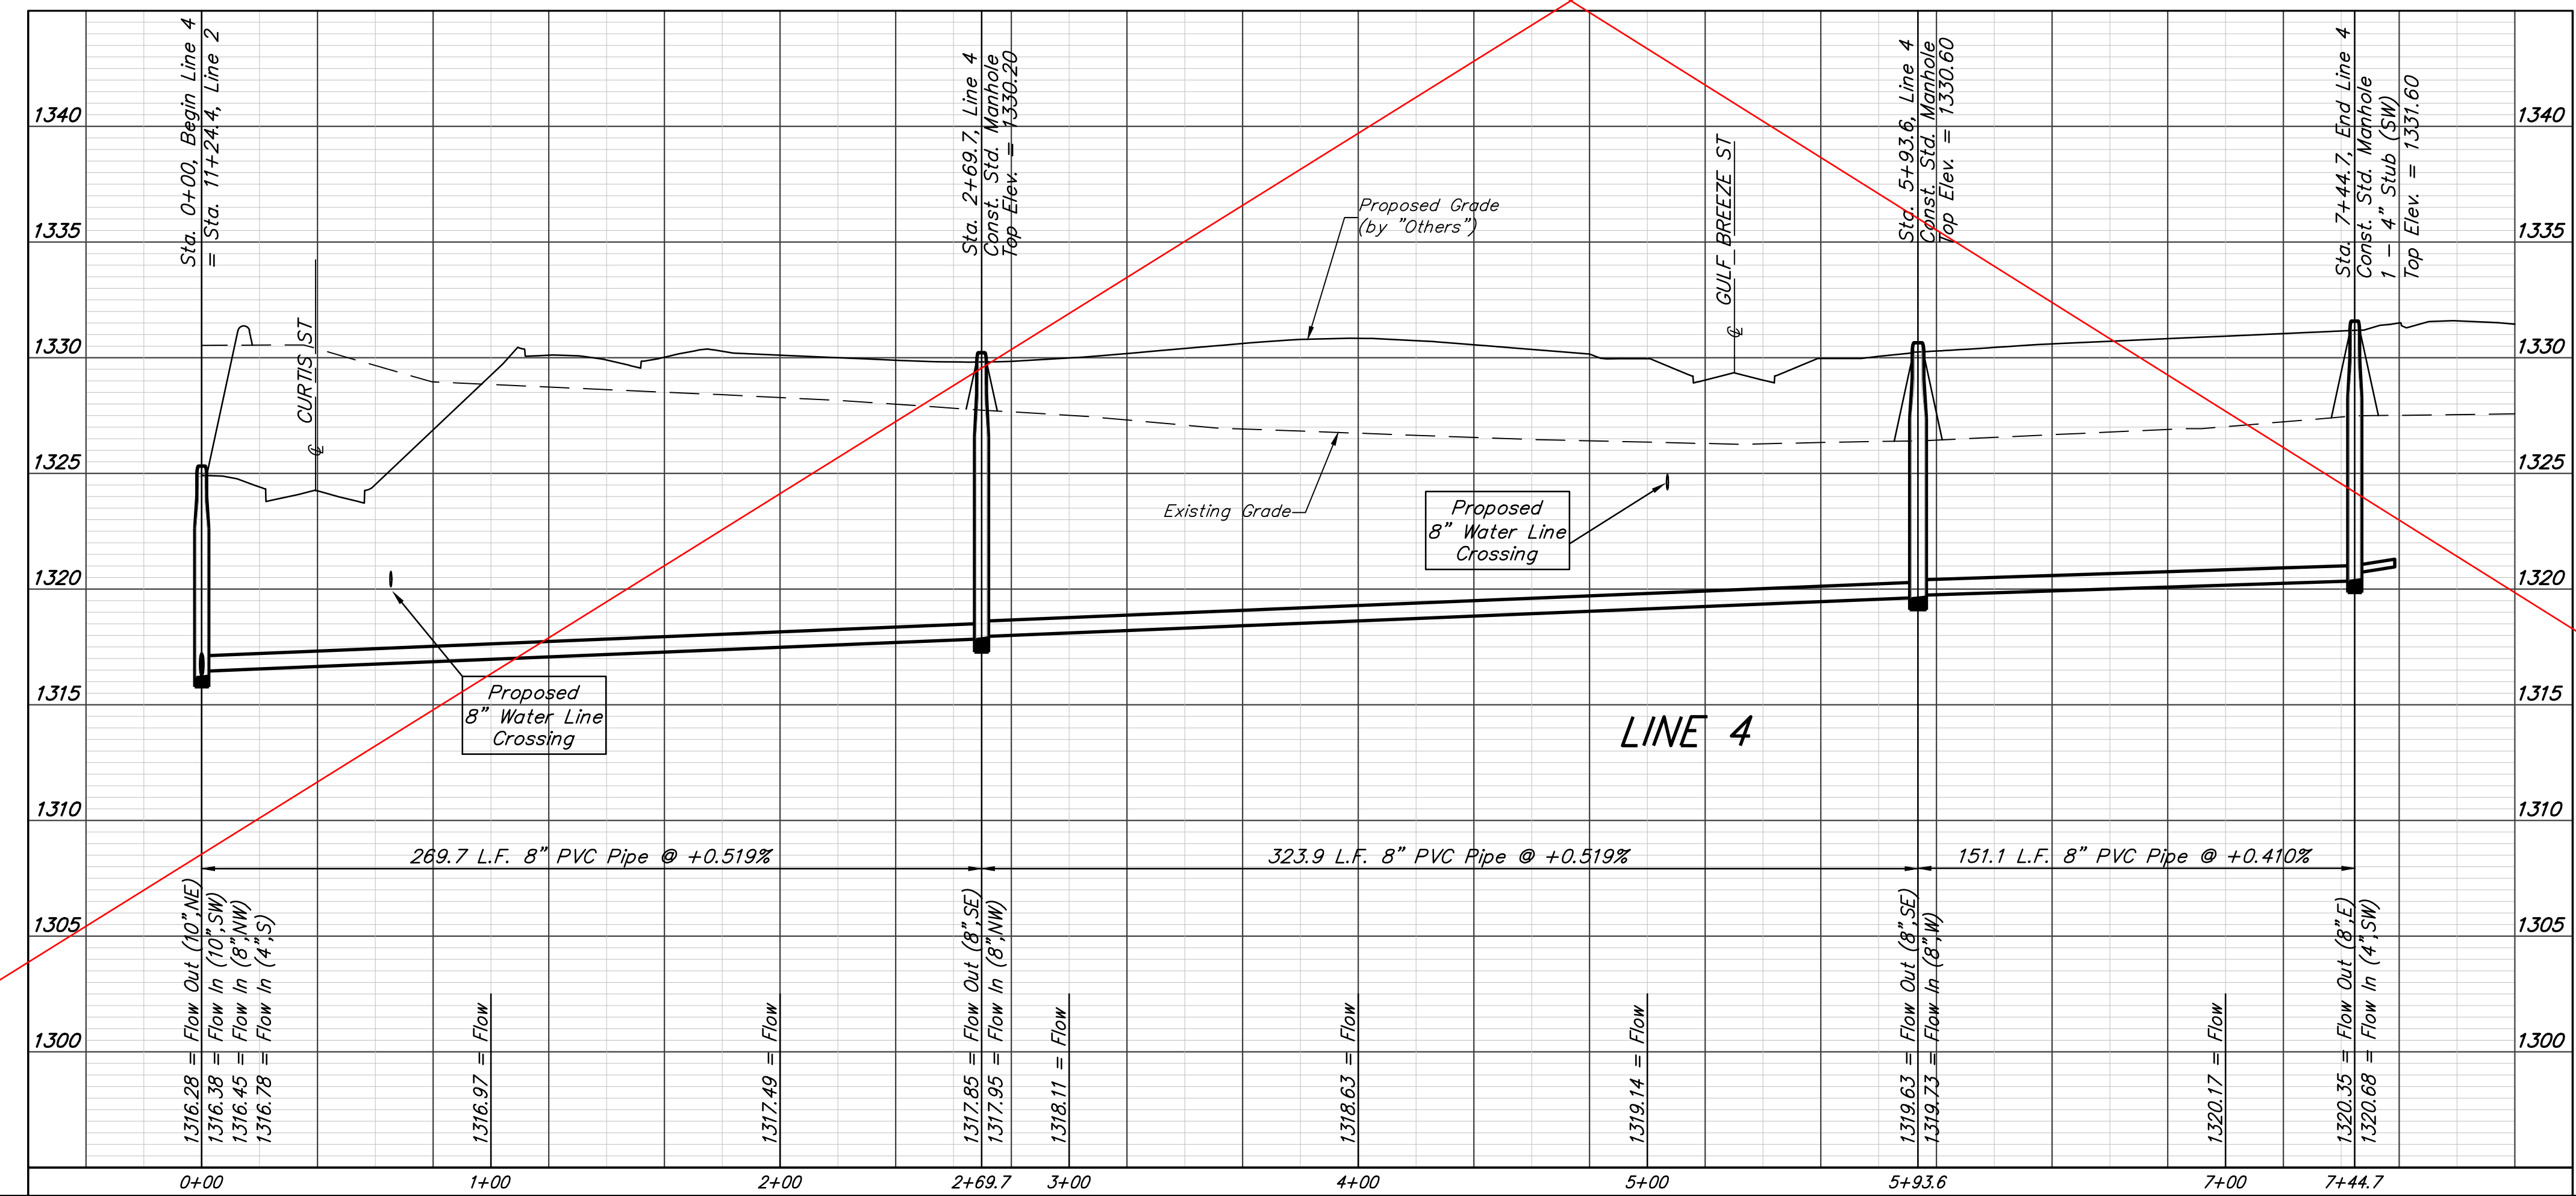 Sta. 0+00, Begin Line 4
= Sta. 11+24.4, Line 2
Sta. 2+69.7, Line 4
Const. Std. Manhole
Top Elev. = 1330.20
Sta. 5+93.6, Line 4
Const. Std. Manhole
Top Elev. = 1330.60
Sta. 7+44.7, End Line 4
Const. Std. Manhole
1 - 4" Stub (SW)
Top Elev. = 1331.60
1340
1340
1335
1335
1330
1330
1325
1325
1320
1320
1315
1315
1310
1310
1305
1305
1300
1300
CURTIS ST
℄
Proposed Grade
(by "Others")
GULF BREEZE ST
℄
Existing Grade
Proposed
8" Water Line
Crossing
Proposed
8" Water Line
Crossing
LINE 4
269.7 L.F. 8" PVC Pipe @ +0.519%
323.9 L.F. 8" PVC Pipe @ +0.519%
151.1 L.F. 8" PVC Pipe @ +0.410%
1316.28 = Flow Out (10",NE)
1316.38 = Flow In (10",SW)
1316.45 = Flow In (8",NW)
1316.78 = Flow In (4",S)
1316.97 = Flow
1317.49 = Flow
1317.85 = Flow Out (8",SE)
1317.95 = Flow In (8",NW)
1318.11 = Flow
1318.63 = Flow
1319.14 = Flow
1319.63 = Flow Out (8",SE)
1319.73 = Flow In (8",W)
1320.17 = Flow
1320.35 = Flow Out (8",E)
1320.68 = Flow In (4",SW)
0+00
1+00
2+00
2+69.7
3+00
4+00
5+00
5+93.6
7+00
7+44.7